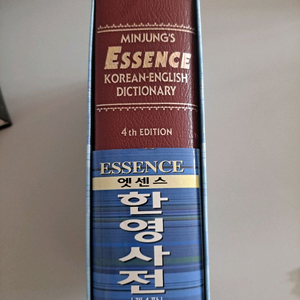 MINJUNG'S
ESSENCE
KOREAN-ENGLISH
DICTIONARY
4th EDITION
ESSENCE
엣센스
한영사전